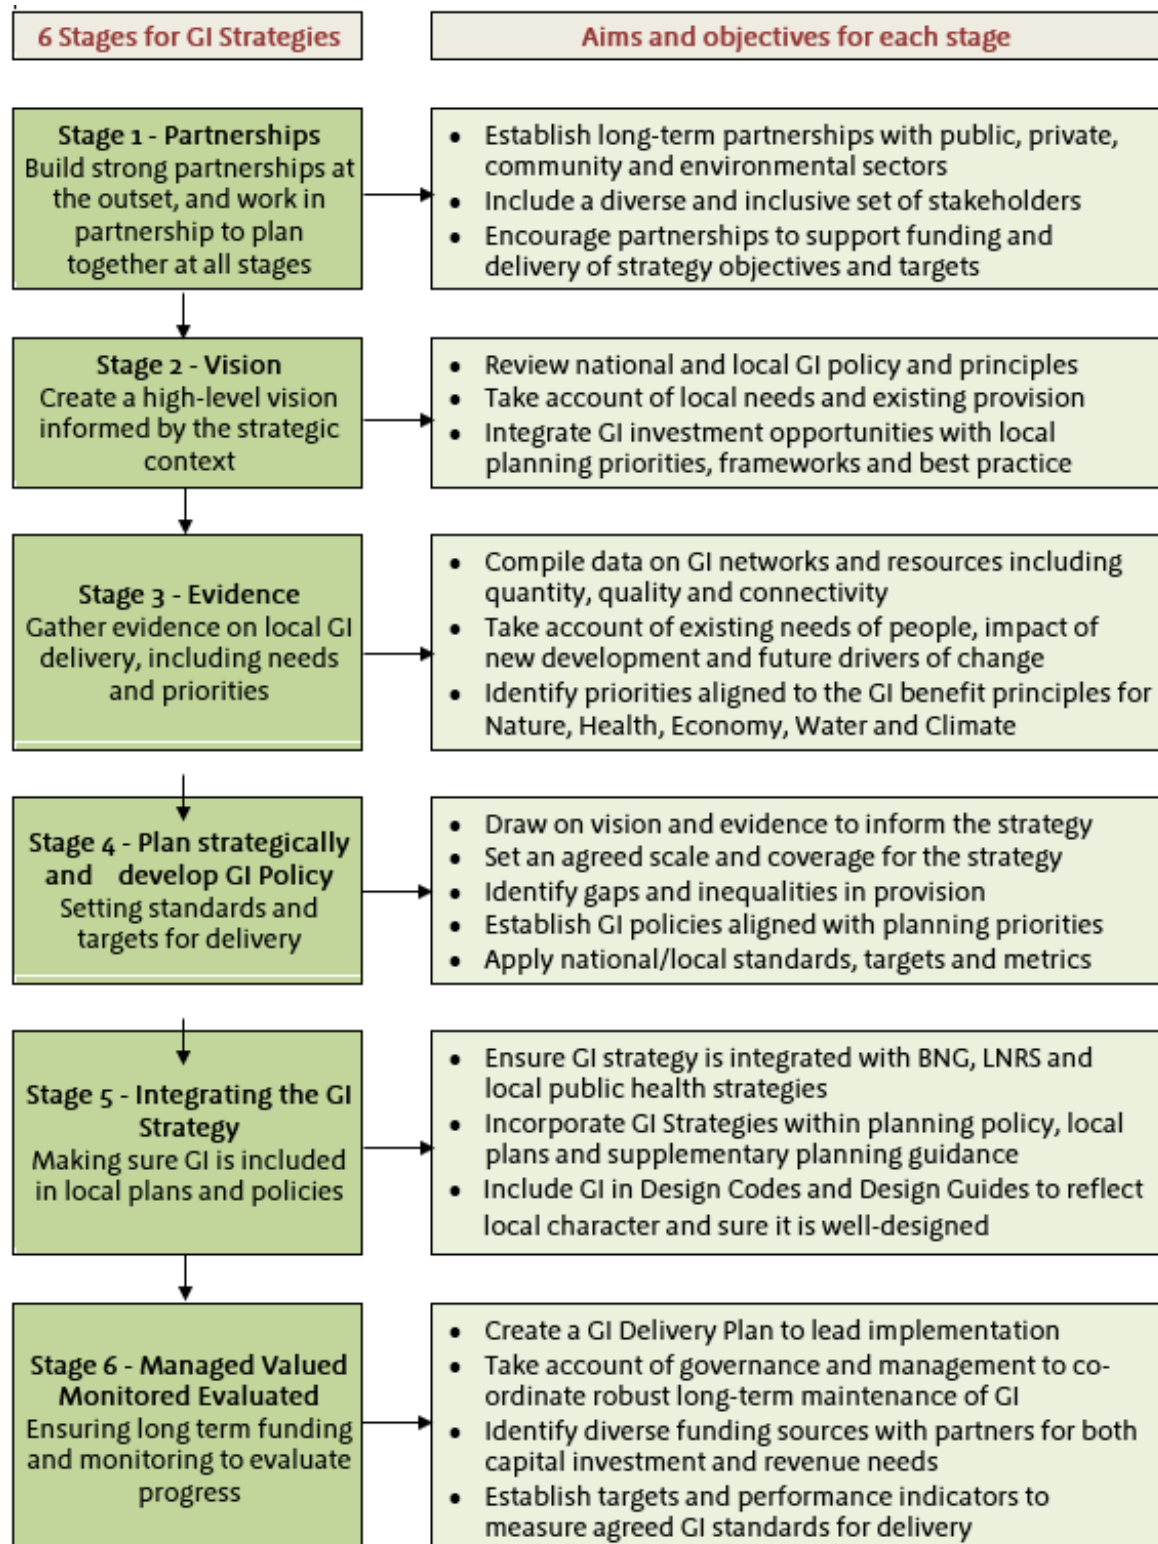 6 Stages for GI Strategies
Aims and objectives for each stage
Stage 1 - Partnerships
Build strong partnerships at
the outset, and work in
partnership to plan
together at all stages
• Establish long-term partnerships with public, private,
community and environmental sectors
• Include a diverse and inclusive set of stakeholders
• Encourage partnerships to support funding and
delivery of strategy objectives and targets
Stage 2 - Vision
Create a high-level vision
informed by the strategic
context
• Review national and local GI policy and principles
• Take account of local needs and existing provision
• Integrate GI investment opportunities with local
planning priorities, frameworks and best practice
Stage 3 - Evidence
Gather evidence on local GI
delivery, including needs
and priorities
• Compile data on GI networks and resources including
quantity, quality and connectivity
• Take account of existing needs of people, impact of
new development and future drivers of change
• Identify priorities aligned to the GI benefit principles for
Nature, Health, Economy, Water and Climate
Stage 4 - Plan strategically
and develop GI Policy
Setting standards and
targets for delivery
• Draw on vision and evidence to inform the strategy
• Set an agreed scale and coverage for the strategy
• Identify gaps and inequalities in provision
• Establish GI policies aligned with planning priorities
• Apply national/local standards, targets and metrics
Stage 5 - Integrating the GI
Strategy
Making sure GI is included
in local plans and policies
• Ensure GI strategy is integrated with BNG, LNRS and
local public health strategies
• Incorporate GI Strategies within planning policy, local
plans and supplementary planning guidance
• Include GI in Design Codes and Design Guides to reflect
local character and sure it is well-designed
Stage 6 - Managed Valued
Monitored Evaluated
Ensuring long term funding
and monitoring to evaluate
progress
• Create a GI Delivery Plan to lead implementation
• Take account of governance and management to co-
ordinate robust long-term maintenance of GI
• Identify diverse funding sources with partners for both
capital investment and revenue needs
• Establish targets and performance indicators to
measure agreed GI standards for delivery